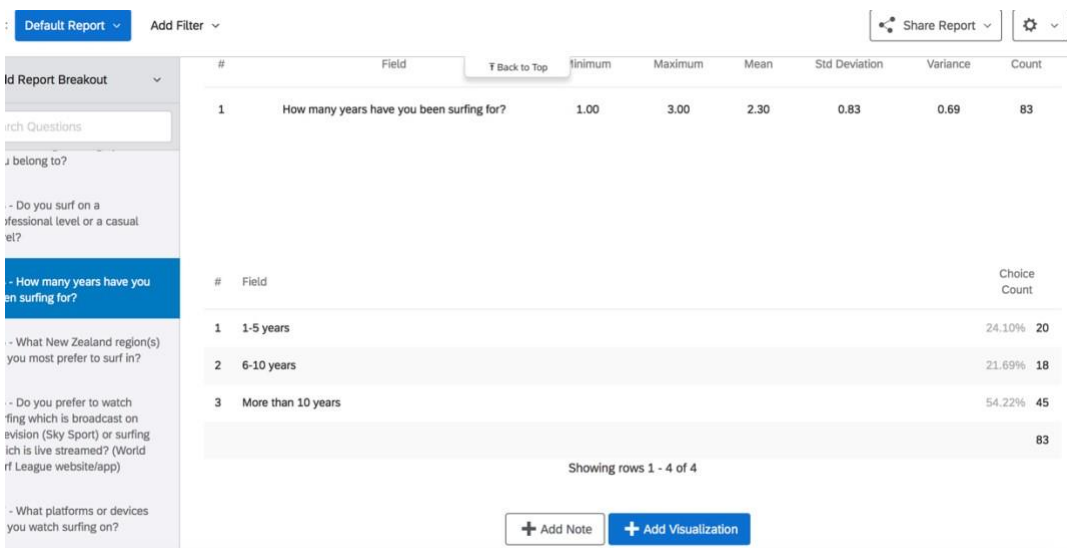 : Default Report Add Filter Share Report
ld Report Breakout
rch Questions
u belong to?
- Do you surf on a
ofessional level or a casual
vel?
- How many years have you
en surfing for?
- What New Zealand region(s)
you most prefer to surf in?
- Do you prefer to watch
rfing which is broadcast on
evision (Sky Sport) or surfing
ich is live streamed? (World
rf League website/app)
- What platforms or devices
you watch surfing on?
# Field Back to Top inimum Maximum Mean Std Deviation Variance Count
1 How many years have you been surfing for? 1.00 3.00 2.30 0.83 0.69 83
# Field Choice
Count
1 1-5 years 24.10% 20
2 6-10 years 21.69% 18
3 More than 10 years 54.22% 45
83
Showing rows 1 - 4 of 4
Add Note Add Visualization